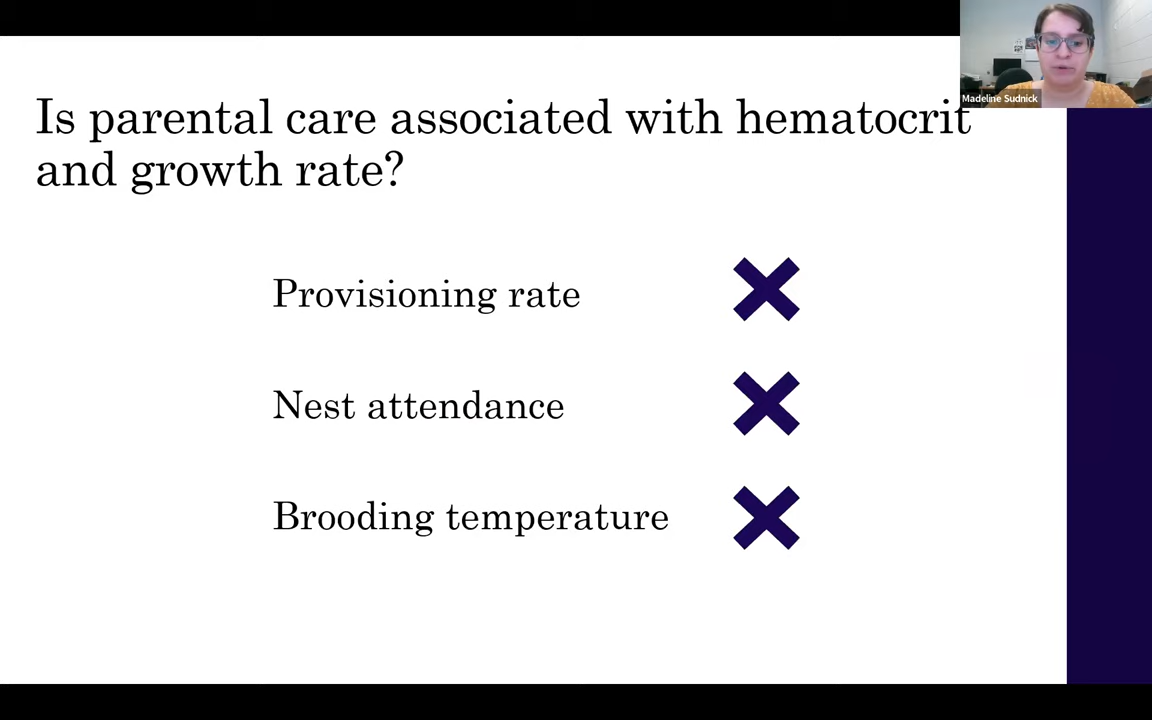 Madeline Sudnick
Is parental care associated with hematocrit
and growth rate?
Provisioning rate
Nest attendance
Brooding temperature